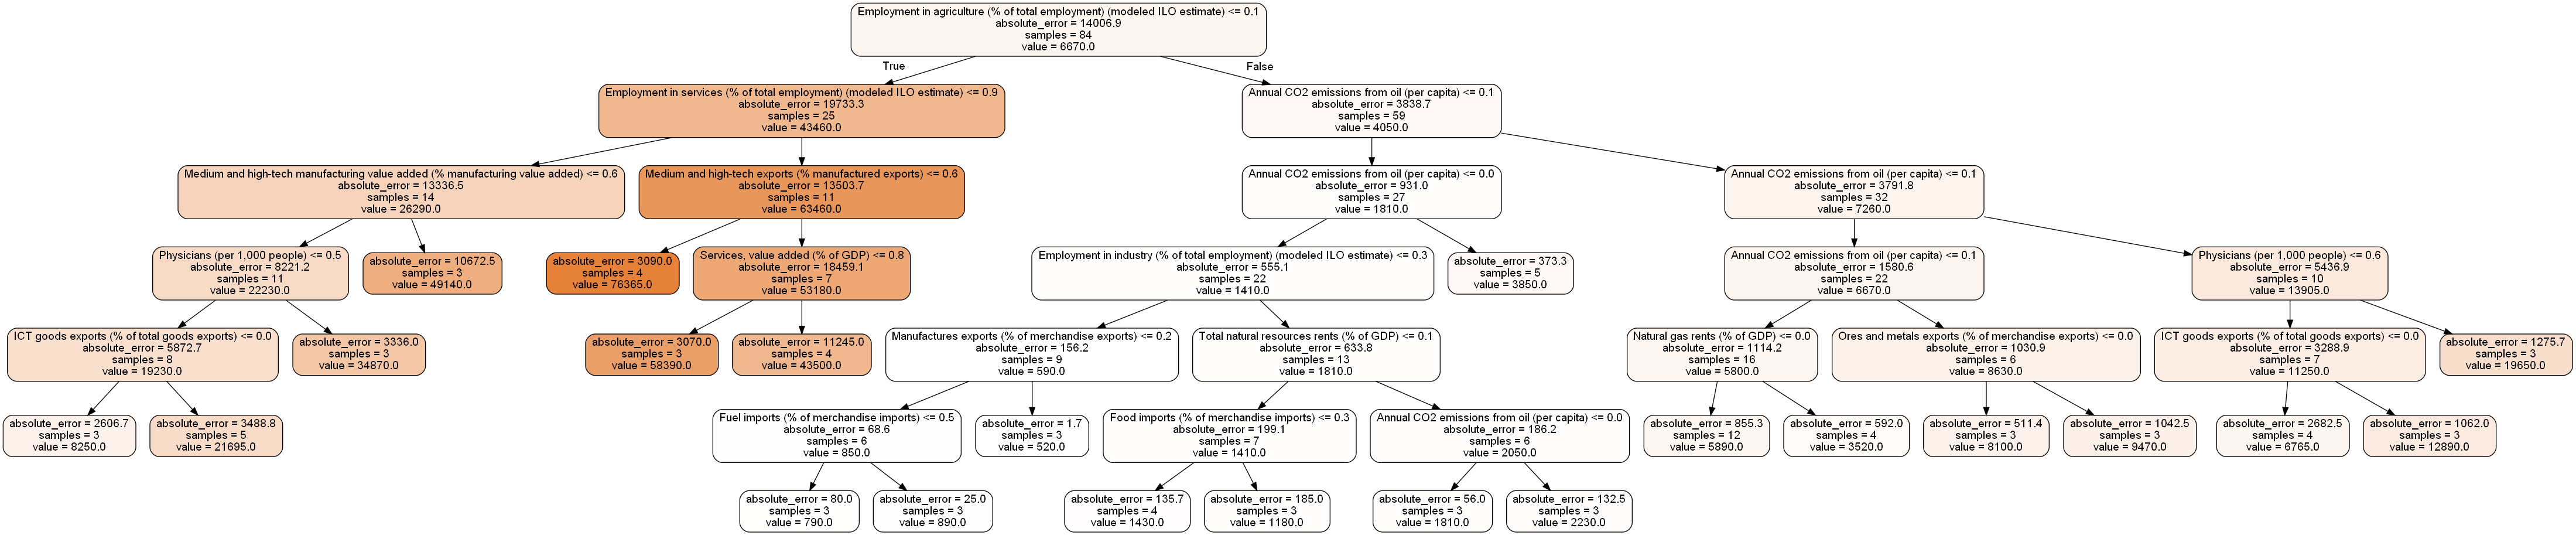 Employment in agriculture (% of total employment) (modeled ILO estimate) <= 0.1
absolute_error = 14006.9
samples = 84
value = 6670.0
True
False
Employment in services (% of total employment) (modeled ILO estimate) <= 0.9
absolute_error = 19733.3
samples = 25
value = 43460.0
Annual CO2 emissions from oil (per capita) <= 0.1
absolute_error = 3838.7
samples = 59
value = 4050.0
Medium and high-tech manufacturing value added (% manufacturing value added) <= 0.6
absolute_error = 13336.5
samples = 14
value = 26290.0
Medium and high-tech exports (% manufactured exports) <= 0.6
absolute_error = 13503.7
samples = 11
value = 63460.0
Annual CO2 emissions from oil (per capita) <= 0.0
absolute_error = 931.0
samples = 27
value = 1810.0
Annual CO2 emissions from oil (per capita) <= 0.1
absolute_error = 3791.8
samples = 32
value = 7260.0
Physicians (per 1,000 people) <= 0.5
absolute_error = 8221.2
samples = 11
value = 22230.0
absolute_error = 10672.5
samples = 3
value = 49140.0
absolute_error = 3090.0
samples = 4
value = 76365.0
Services, value added (% of GDP) <= 0.8
absolute_error = 18459.1
samples = 7
value = 53180.0
Employment in industry (% of total employment) (modeled ILO estimate) <= 0.3
absolute_error = 555.1
samples = 22
value = 1410.0
absolute_error = 373.3
samples = 5
value = 3850.0
Annual CO2 emissions from oil (per capita) <= 0.1
absolute_error = 1580.6
samples = 22
value = 6670.0
Physicians (per 1,000 people) <= 0.6
absolute_error = 5436.9
samples = 10
value = 13905.0
ICT goods exports (% of total goods exports) <= 0.0
absolute_error = 5872.7
samples = 8
value = 19230.0
absolute_error = 3336.0
samples = 3
value = 34870.0
absolute_error = 3070.0
samples = 3
value = 58390.0
absolute_error = 11245.0
samples = 4
value = 43500.0
Manufactures exports (% of merchandise exports) <= 0.2
absolute_error = 156.2
samples = 9
value = 590.0
Total natural resources rents (% of GDP) <= 0.1
absolute_error = 633.8
samples = 13
value = 1810.0
Natural gas rents (% of GDP) <= 0.0
absolute_error = 1114.2
samples = 16
value = 5800.0
Ores and metals exports (% of merchandise exports) <= 0.0
absolute_error = 1030.9
samples = 6
value = 8630.0
ICT goods exports (% of total goods exports) <= 0.0
absolute_error = 3288.9
samples = 7
value = 11250.0
absolute_error = 1275.7
samples = 3
value = 19650.0
absolute_error = 2606.7
samples = 3
value = 8250.0
absolute_error = 3488.8
samples = 5
value = 21695.0
Fuel imports (% of merchandise imports) <= 0.5
absolute_error = 68.6
samples = 6
value = 850.0
absolute_error = 1.7
samples = 3
value = 520.0
Food imports (% of merchandise imports) <= 0.3
absolute_error = 199.1
samples = 7
value = 1410.0
Annual CO2 emissions from oil (per capita) <= 0.0
absolute_error = 186.2
samples = 6
value = 2050.0
absolute_error = 855.3
samples = 12
value = 5890.0
absolute_error = 592.0
samples = 4
value = 3520.0
absolute_error = 511.4
samples = 3
value = 8100.0
absolute_error = 1042.5
samples = 3
value = 9470.0
absolute_error = 2682.5
samples = 4
value = 6765.0
absolute_error = 1062.0
samples = 3
value = 12890.0
absolute_error = 80.0
samples = 3
value = 790.0
absolute_error = 25.0
samples = 3
value = 890.0
absolute_error = 135.7
samples = 4
value = 1430.0
absolute_error = 185.0
samples = 3
value = 1180.0
absolute_error = 56.0
samples = 3
value = 1810.0
absolute_error = 132.5
samples = 3
value = 2230.0